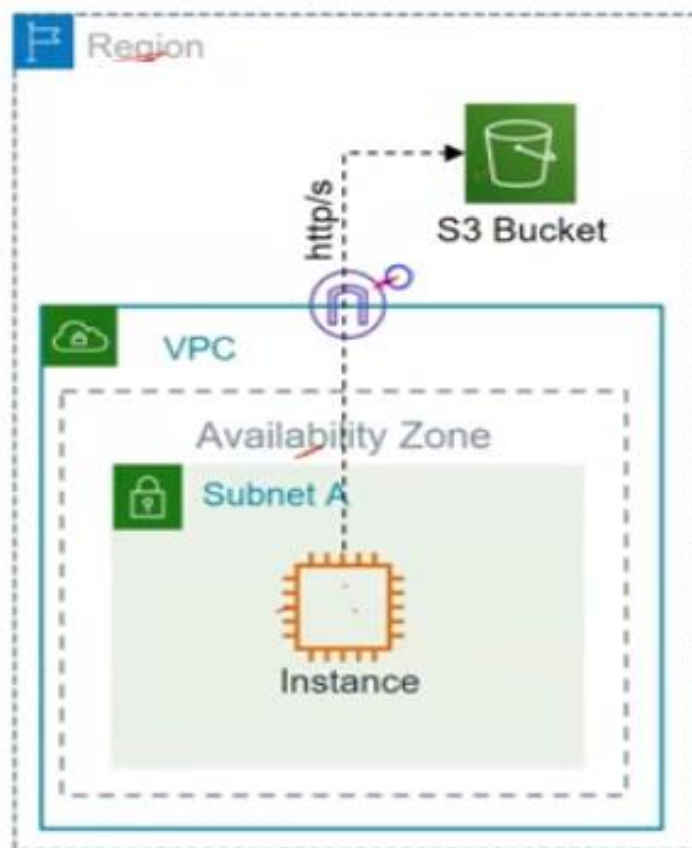 Region
http/s
S3 Bucket
VPC
Availability Zone
Subnet A
Instance